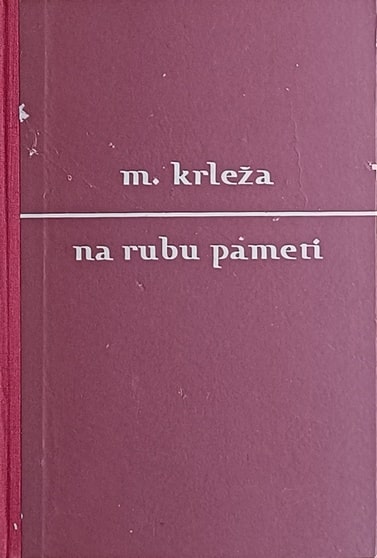 m. krleža
na rubu pameti